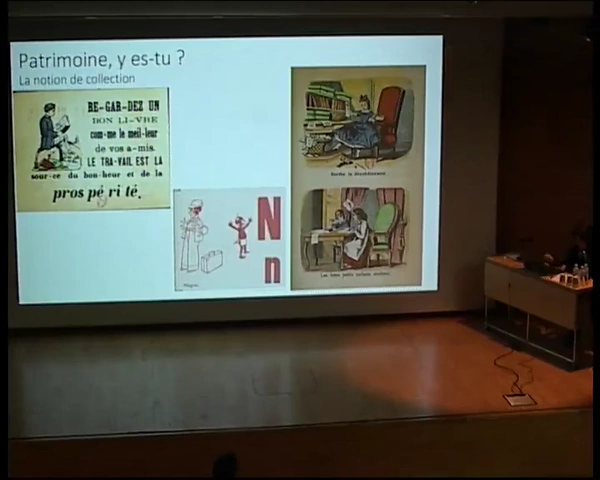 Patrimoine, y es-tu ?
La notion de collection
RE-GAR-DEZ UN
BON LI-VRE
com-me le meil-leur
de vos a-mis.
LE TRA-VAIL EST LA
sour-ce du bon-heur et de la
pros pé ri té.
N
n